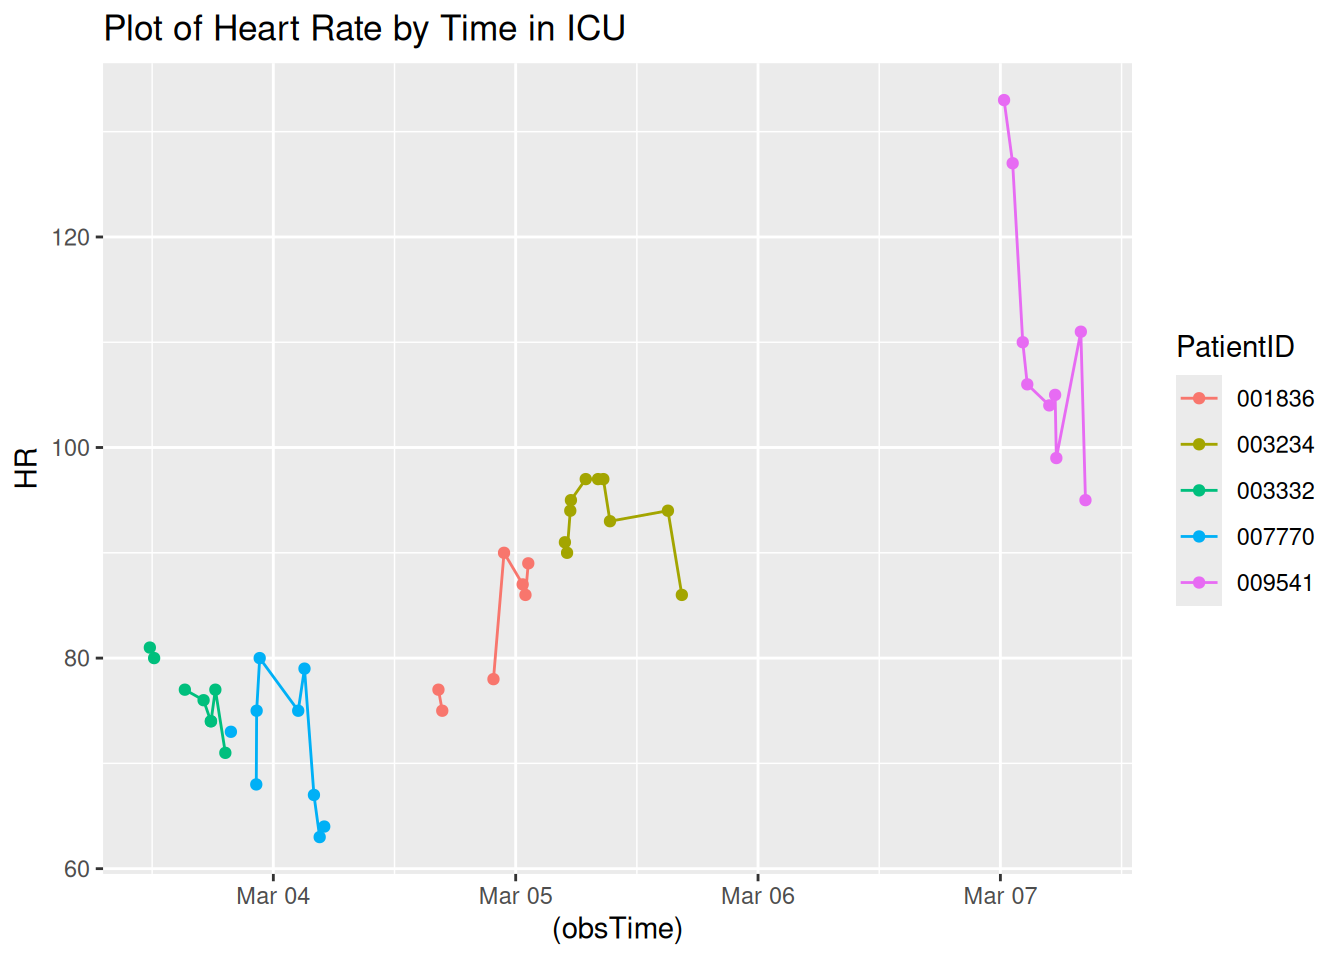 Plot of Heart Rate by Time in ICU
120
100
80
60
HR
Mar 04
Mar 05
Mar 06
Mar 07
(obsTime)
PatientID
001836
003234
003332
007770
009541